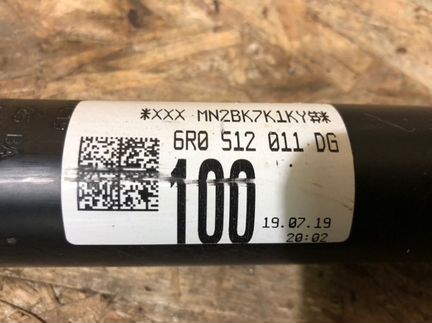 *XXX MN2BK7K1KY#*
6R0 512 011 DG
100
19.07.19
20:02